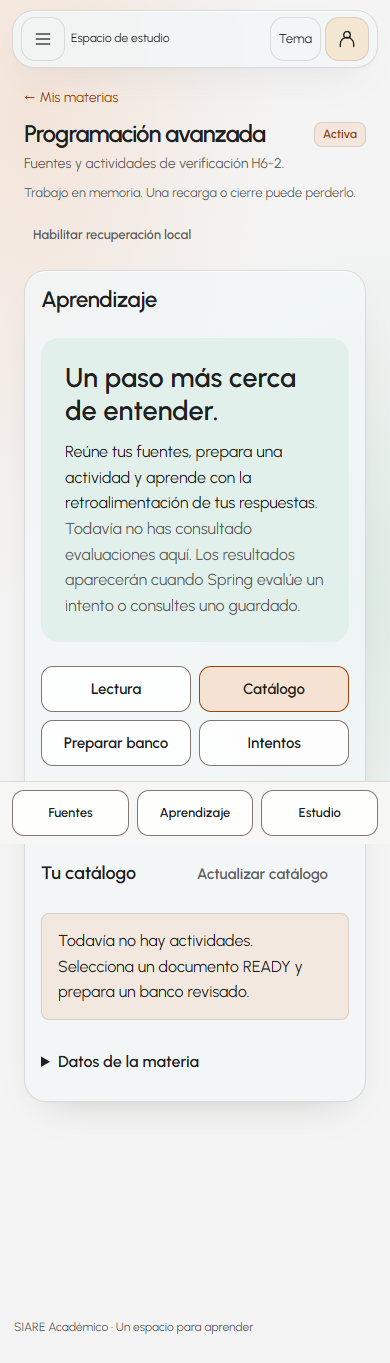 Espacio de estudio
Tema
← Mis materias
Programación avanzada
Activa
Fuentes y actividades de verificación H6-2.
Trabajo en memoria. Una recarga o cierre puede perderlo.
Habilitar recuperación local
Aprendizaje
Un paso más cerca
de entender.
Reúne tus fuentes, prepara una
actividad y aprende con la
retroalimentación de tus respuestas.
Todavía no has consultado
evaluaciones aquí. Los resultados
aparecerán cuando Spring evalúe un
intento o consultes uno guardado.
Lectura
Catálogo
Preparar banco
Intentos
Fuentes
Aprendizaje
Estudio
Tu catálogo
Actualizar catálogo
Todavía no hay actividades.
Selecciona un documento READY y
prepara un banco revisado.
Datos de la materia
SIARE Académico · Un espacio para aprender